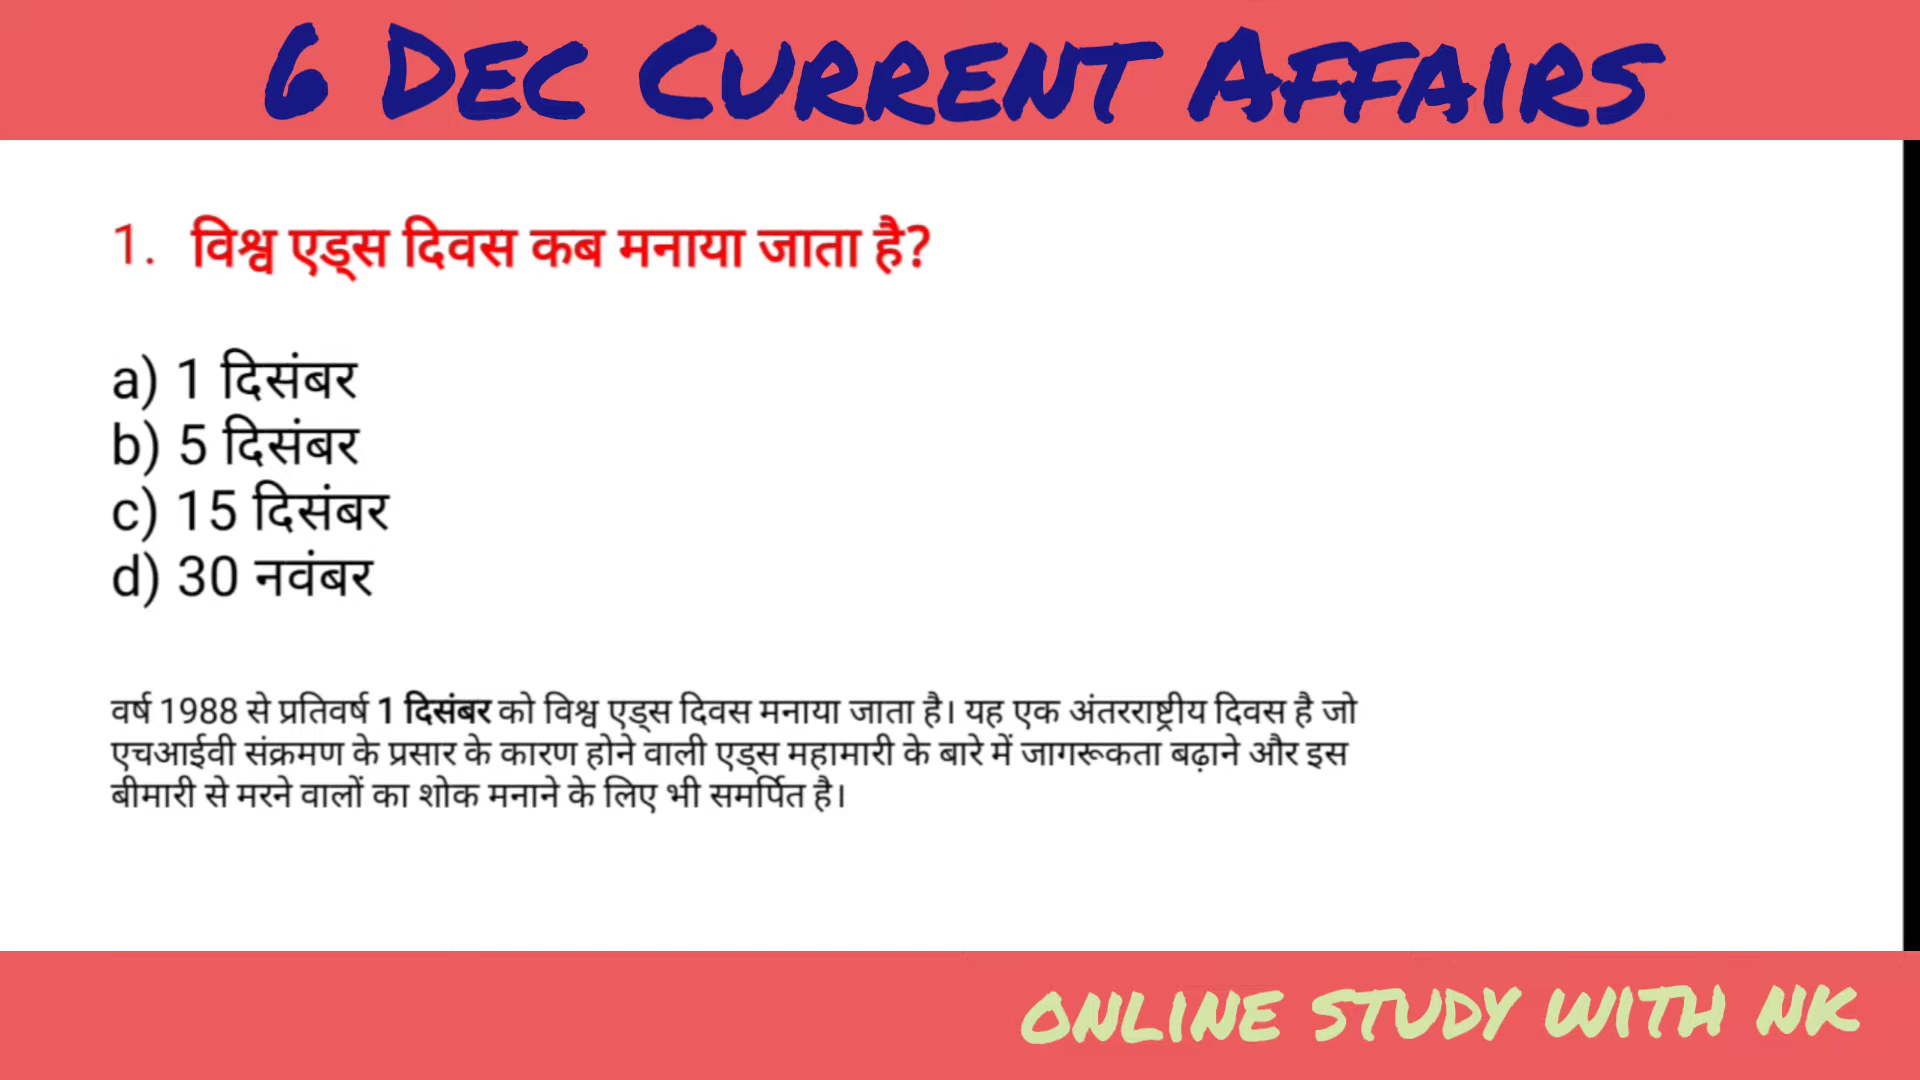 6 Dec Current Affairs
1. विश्व एड्स दिवस कब मनाया जाता है?
a) 1 दिसंबर
b) 5 दिसंबर
c) 15 दिसंबर
d) 30 नवंबर
वर्ष 1988 से प्रतिवर्ष 1 दिसंबर को विश्व एड्स दिवस मनाया जाता है। यह एक अंतरराष्ट्रीय दिवस है जो
एचआईवी संक्रमण के प्रसार के कारण होने वाली एड्स महामारी के बारे में जागरूकता बढ़ाने और इस
बीमारी से मरने वालों का शोक मनाने के लिए भी समर्पित है।
ONLINE STUDY WITH NK